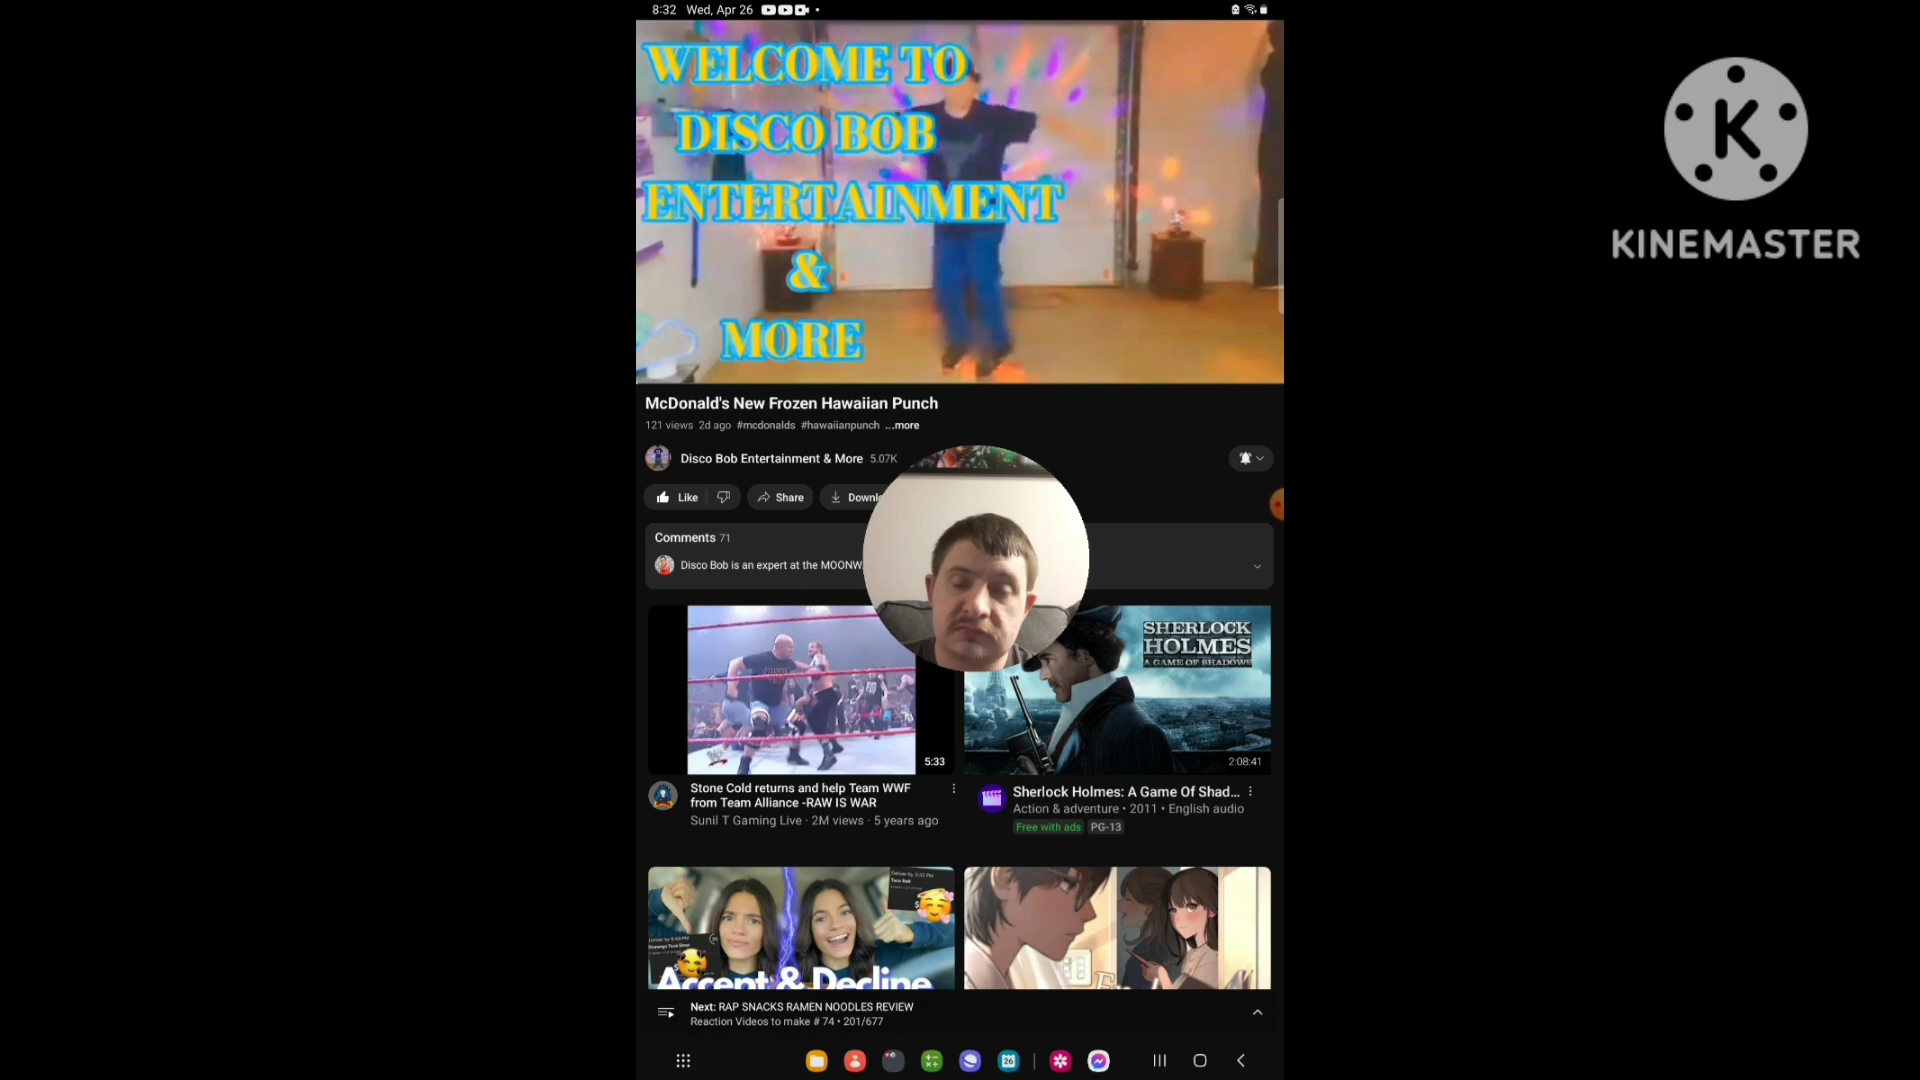 8:32 Wed, Apr 26
WELCOME TO
DISCO BOB
ENTERTAINMENT
&
MORE
K
KINEMASTER
McDonald's New Frozen Hawaiian Punch
121 views 2d ago #mcdonalds #hawaiianpunch ...more
Disco Bob Entertainment & More 5.07K
Like Share Downlo
Comments 71
Disco Bob is an expert at the MOONW
5:33
SHERLOCK
HOLMES
A GAME OF SHADOWS
2:08:41
Stone Cold returns and help Team WWF
from Team Alliance -RAW IS WAR
Sunil T Gaming Live · 2M views · 5 years ago
Sherlock Holmes: A Game Of Shad...
Action & adventure • 2011 • English audio
Free with ads PG-13
Accept & Decline
Next: RAP SNACKS RAMEN NOODLES REVIEW
Reaction Videos to make # 74 • 201/677
26